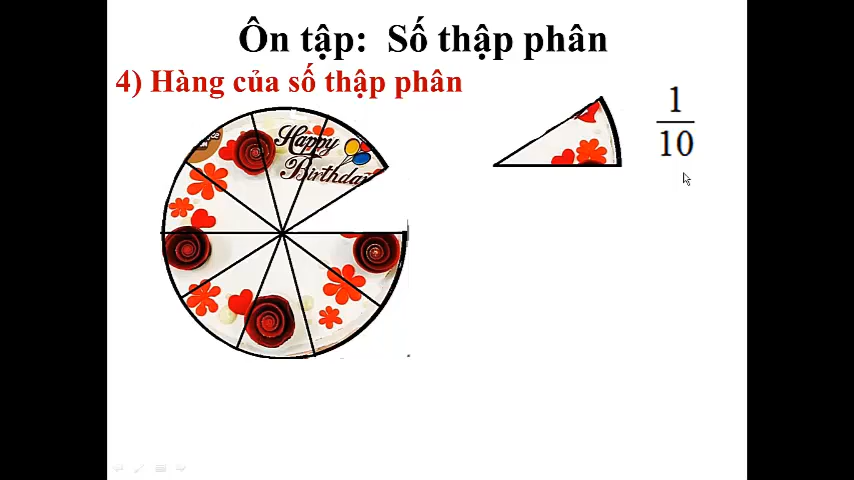 Ôn tập: Số thập phân
4) Hàng của số thập phân
Happy
Birthday
1
10